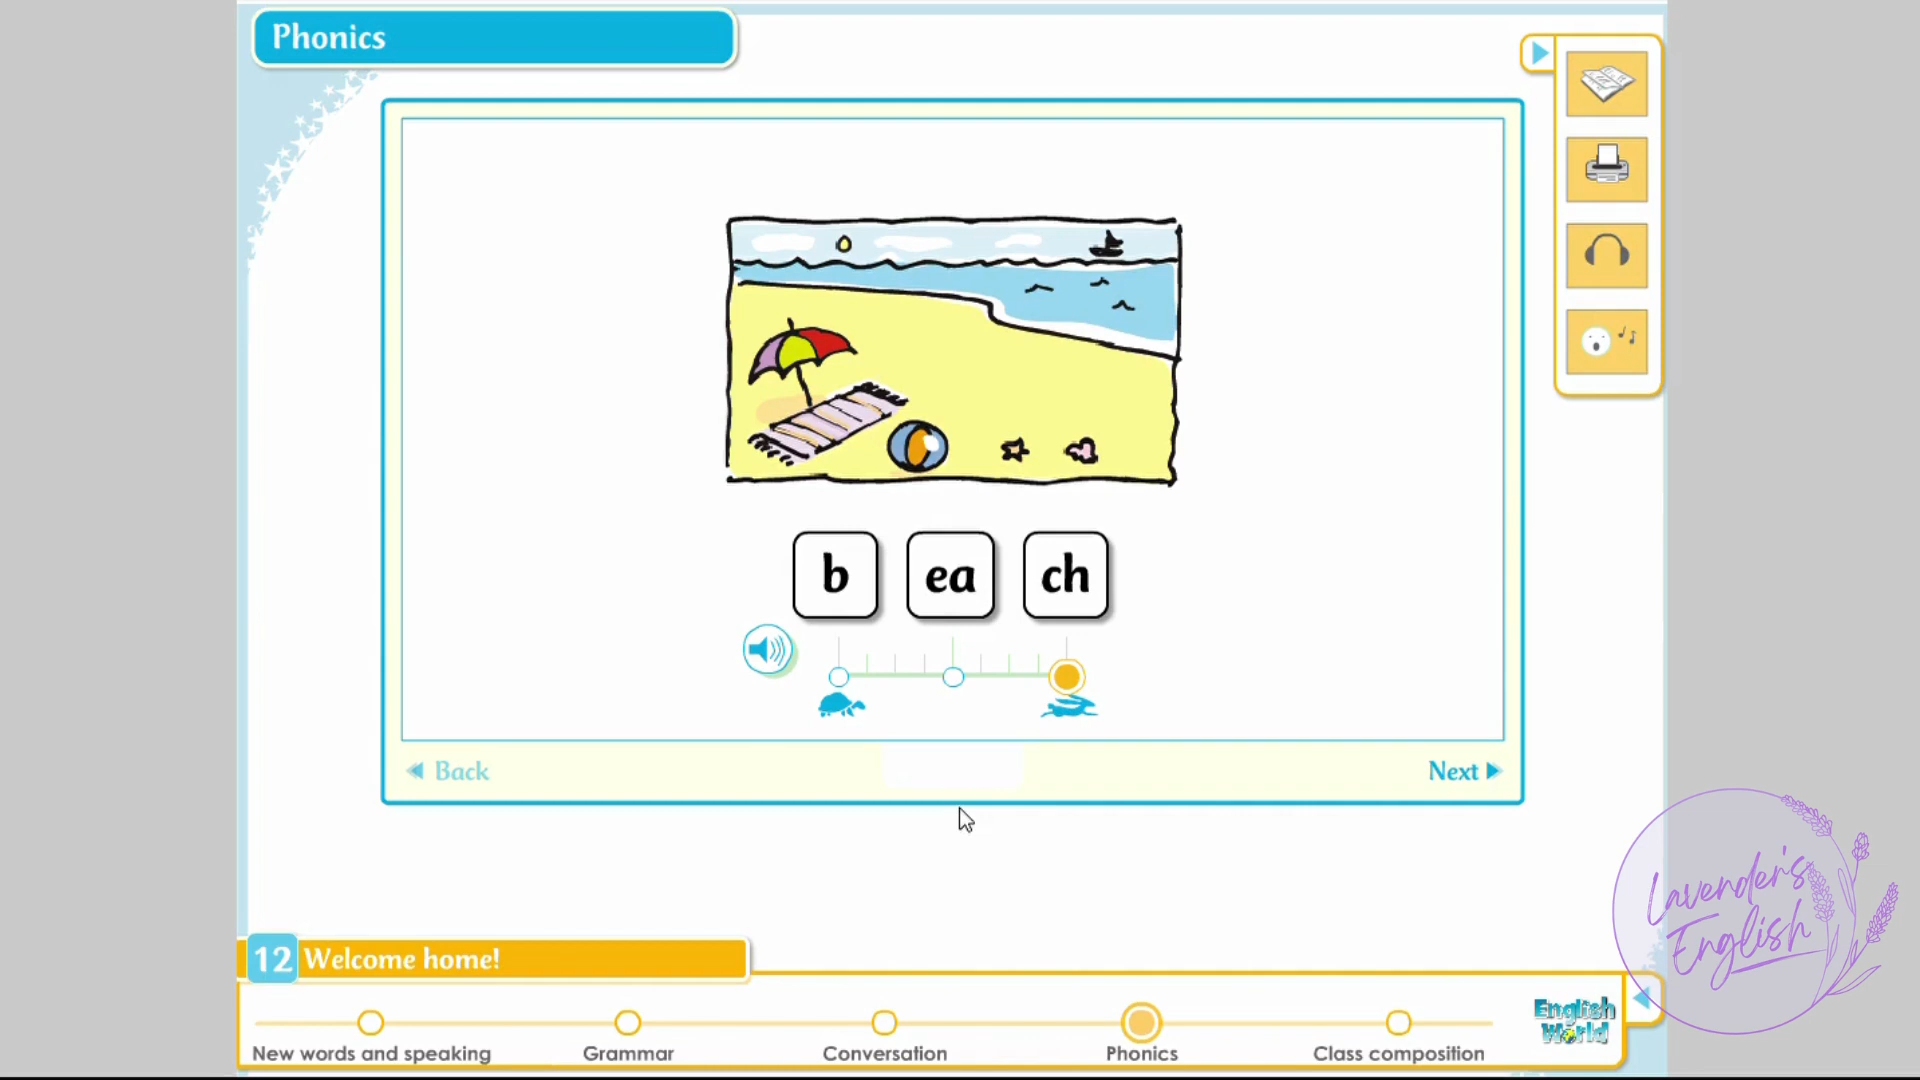 Phonics
b ea ch
Back
Next
Lavender's
English
12 Welcome home!
English
World
New words and speaking
Grammar
Conversation
Phonics
Class composition